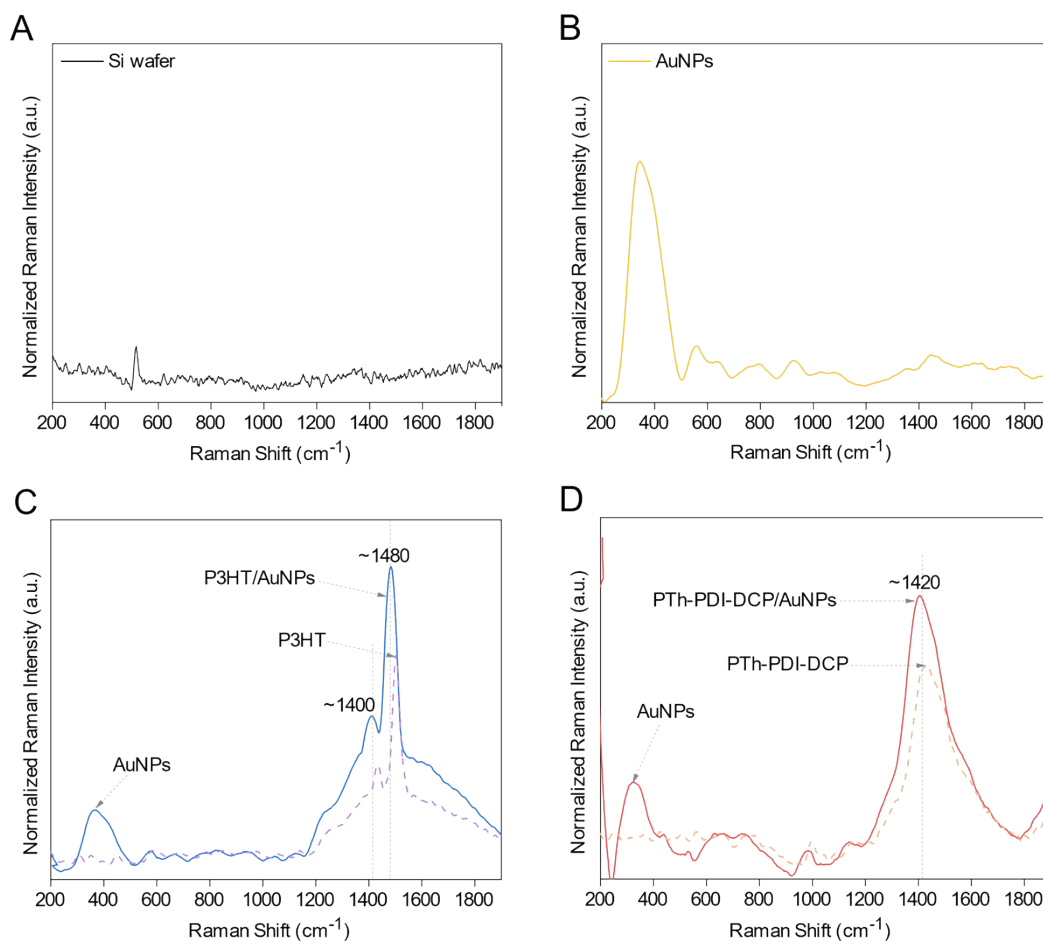 A
Si wafer
Normalized Raman Intensity (a.u.)
200 400 600 800 1000 1200 1400 1600 1800
Raman Shift (cm⁻¹)
B
AuNPs
Normalized Raman Intensity (a.u.)
200 400 600 800 1000 1200 1400 1600 1800
Raman Shift (cm⁻¹)
C
~1480
P3HT/AuNPs
P3HT
~1400
AuNPs
Normalized Raman Intensity (a.u.)
200 400 600 800 1000 1200 1400 1600 1800
Raman Shift (cm⁻¹)
D
~1420
PTh-PDI-DCP/AuNPs
PTh-PDI-DCP
AuNPs
Normalized Raman Intensity (a.u.)
200 400 600 800 1000 1200 1400 1600 1800
Raman Shift (cm⁻¹)